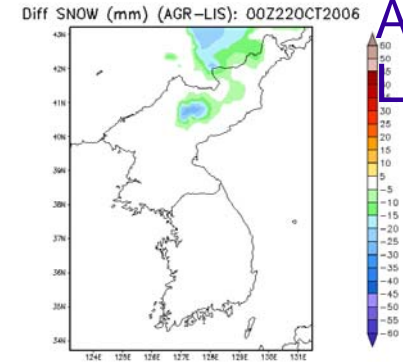 Diff SNOW (mm) (AGR-LIS): 00Z22OCT2006
A
L
43N
42N
41N
40N
39N
38N
37N
36N
35N
34N
124E 125E 126E 127E 128E 129E 130E 131E
60
50
30
25
20
15
10
5
-5
-10
-15
-20
-25
-30
-35
-40
-45
-50
-55
-60